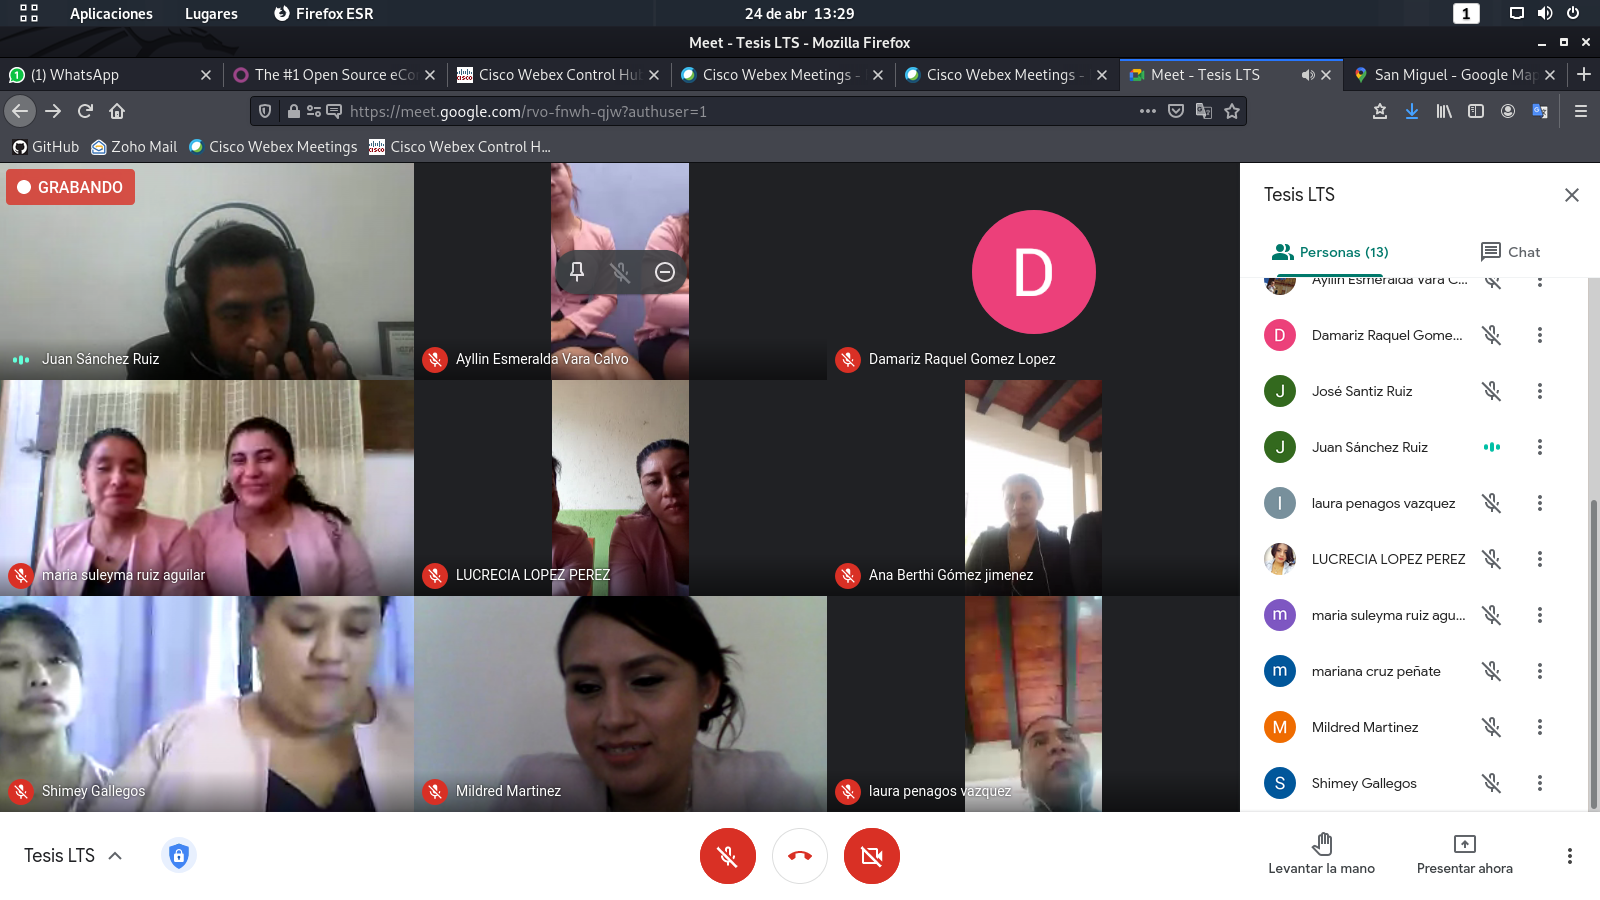 Aplicaciones Lugares Firefox ESR 24 de abr 13:29 1
Meet - Tesis LTS - Mozilla Firefox
(1) WhatsApp The #1 Open Source eCo Cisco Webex Control Hu Cisco Webex Meetings - Cisco Webex Meetings - Meet - Tesis LTS San Miguel - Google Map
https://meet.google.com/rvo-fnwh-qjw?authuser=1
GitHub Zoho Mail Cisco Webex Meetings Cisco Webex Control H...
GRABANDO
Juan Sánchez Ruiz
Ayllin Esmeralda Vara Calvo
D
Damariz Raquel Gomez Lopez
maria suleyma ruiz aguilar
LUCRECIA LOPEZ PEREZ
Ana Berthi Gómez jimenez
Shimey Gallegos
Mildred Martinez
laura penagos vazquez
Tesis LTS
Personas (13) Chat
Ayllin Esmeralda Vara C...
D Damariz Raquel Gome...
J José Santiz Ruiz
J Juan Sánchez Ruiz
l laura penagos vazquez
LUCRECIA LOPEZ PEREZ
m maria suleyma ruiz agu...
m mariana cruz peñate
M Mildred Martinez
S Shimey Gallegos
Tesis LTS
Levantar la mano
Presentar ahora